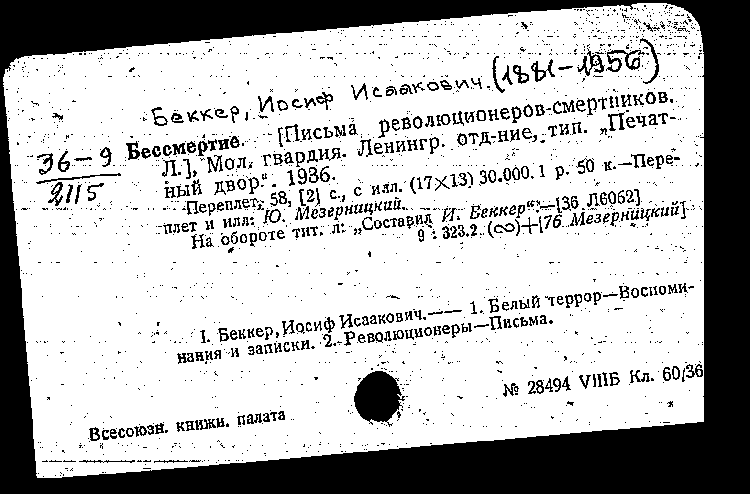 Беккер, Иосиф Исаакович. (1881–1956)
36–9
2115
Бессмертие. [Письма революционеров-смертников.
Л.], Мол. гвардия. Ленингр. отд-ние, тип. „Печат-
ный двор“. 1936.
Переплет, 58, [2] с., с илл. (17×13) 30.000. 1 р. 50 к.—Пере-
плет и илл: Ю. Мезерницкий.
На обороте тит. л: „Составил И. Беккер“.—[36 Л6062]
9 : 323.2 (∞)+[76 Мезерницкий]
I. Беккер, Иосиф Исаакович.—— 1. Белый террор—Воспоми-
нания и записки. 2. Революционеры—Письма.
№ 28494 VIIIБ Кл. 60/36
Всесоюзн. книжн. палата